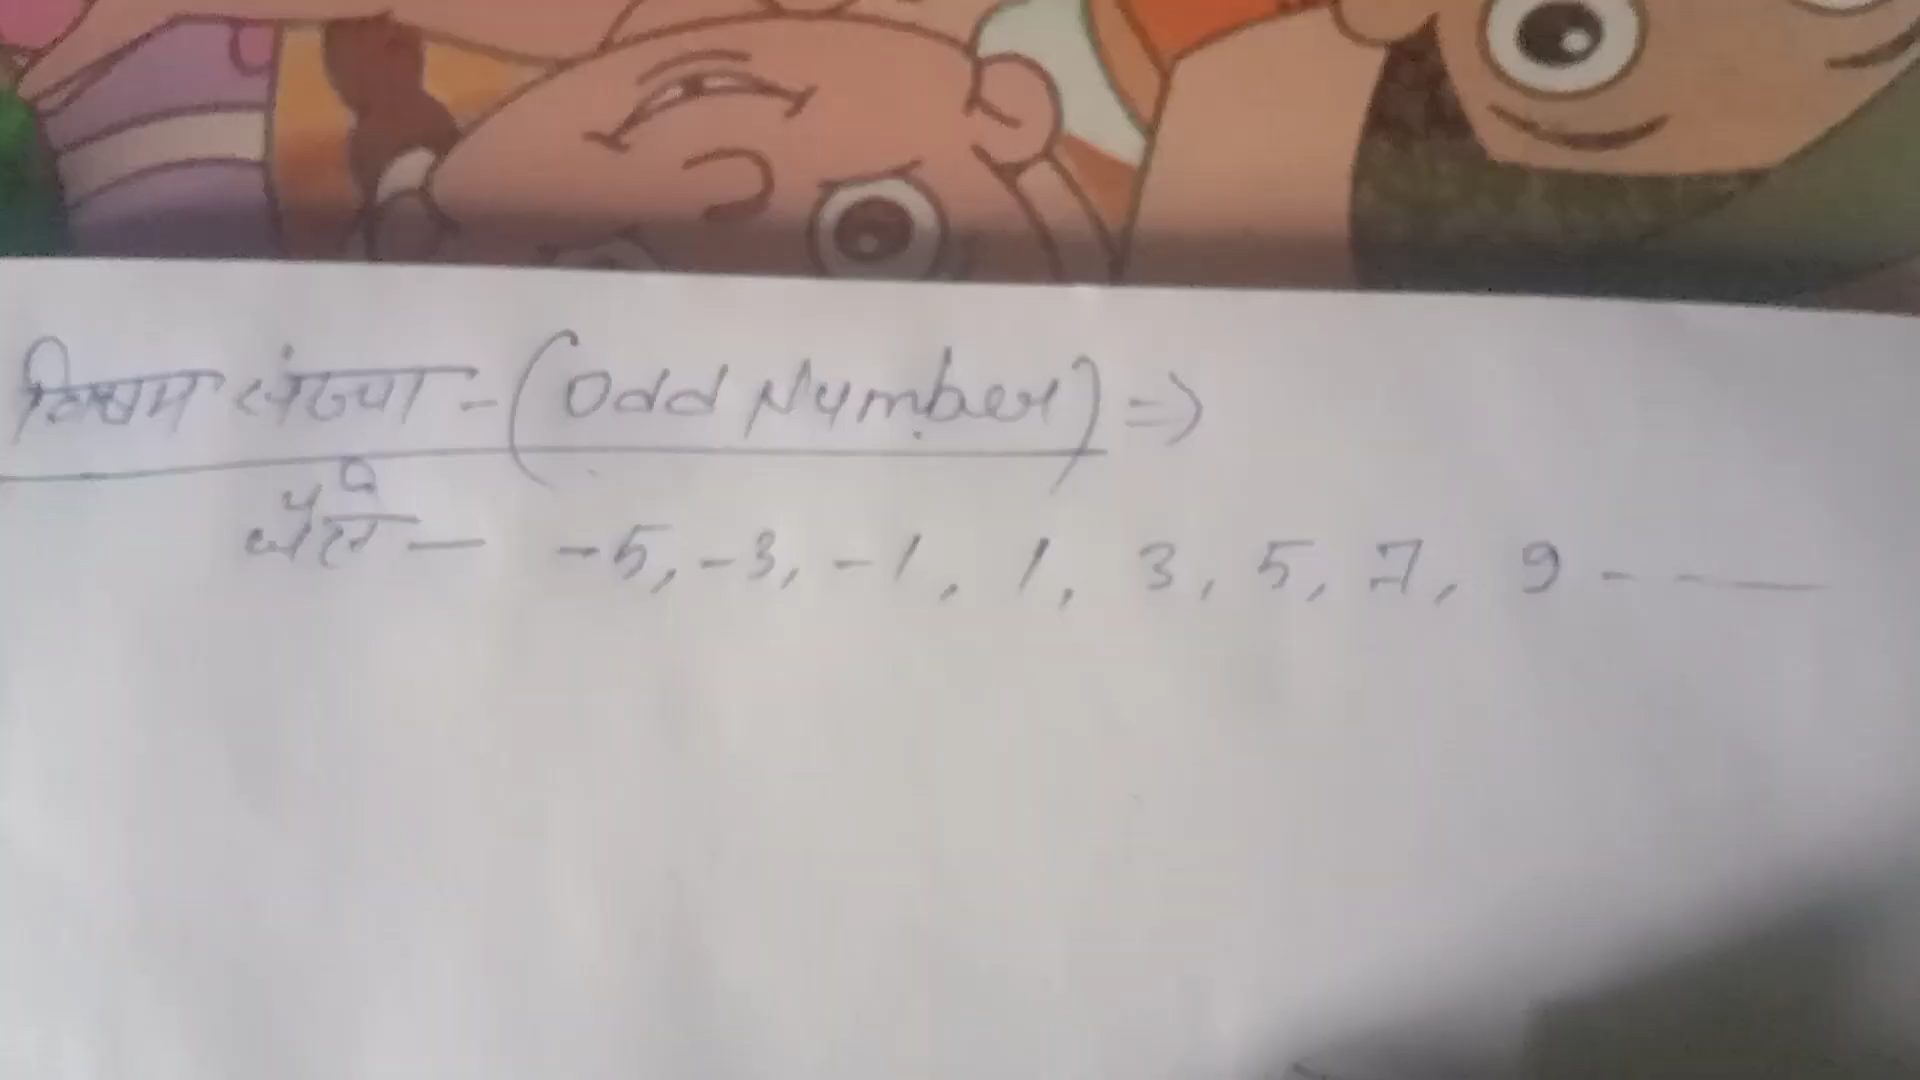 विषम संख्या - (Odd Number) =>
जैसे — -5, -3, -1, 1, 3, 5, 7, 9 - - —